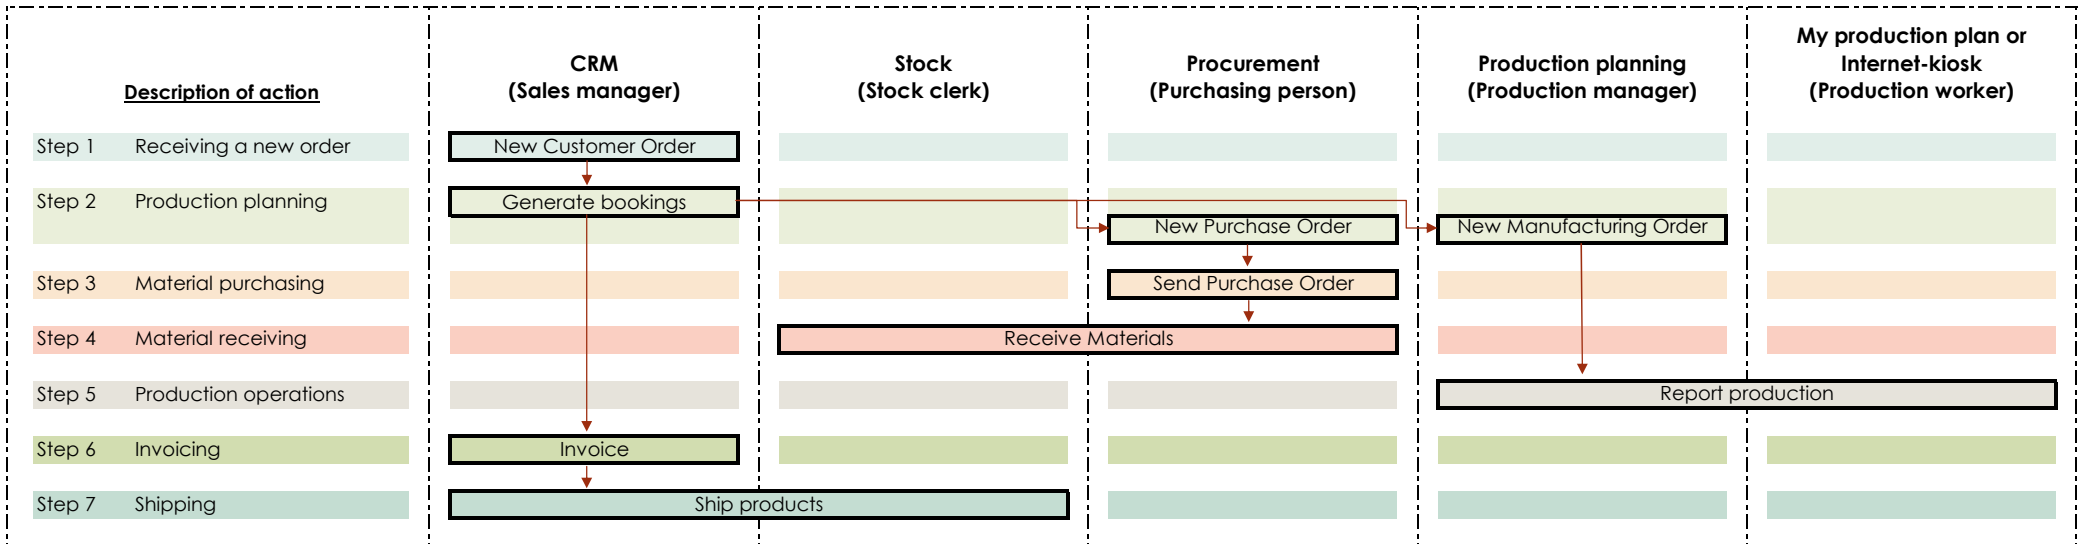 Description of action
CRM
(Sales manager)
Stock
(Stock clerk)
Procurement
(Purchasing person)
Production planning
(Production manager)
My production plan or
Internet-kiosk
(Production worker)
Step 1 Receiving a new order New Customer Order
Step 2 Production planning Generate bookings
New Purchase Order New Manufacturing Order
Step 3 Material purchasing Send Purchase Order
Step 4 Material receiving Receive Materials
Step 5 Production operations Report production
Step 6 Invoicing Invoice
Step 7 Shipping Ship products